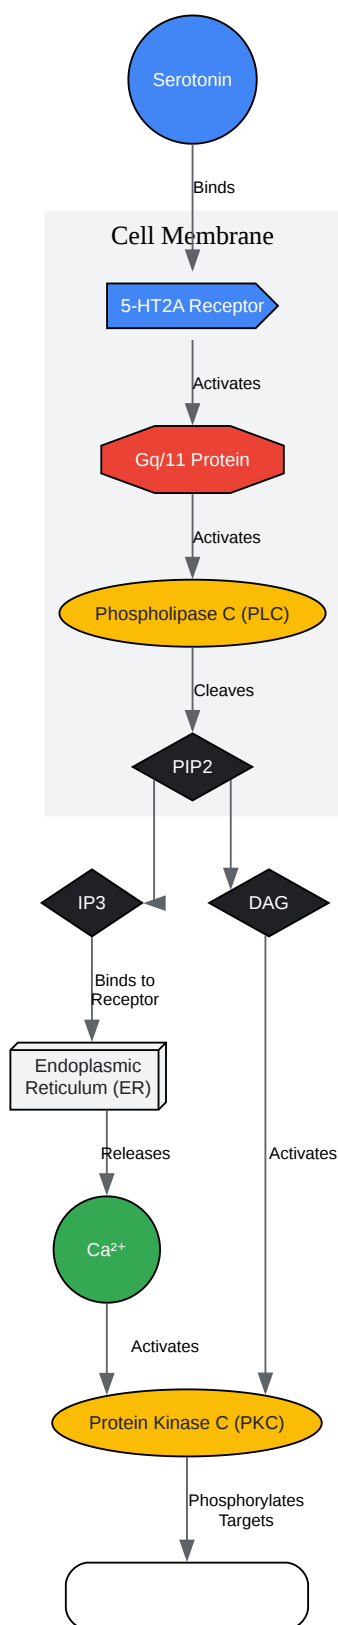 Serotonin
Binds
Cell Membrane
5-HT2A Receptor
Activates
Gq/11 Protein
Activates
Phospholipase C (PLC)
Cleaves
PIP2
IP3
DAG
Binds to
Receptor
Endoplasmic
Reticulum (ER)
Releases
Activates
Ca²⁺
Activates
Protein Kinase C (PKC)
Phosphorylates
Targets